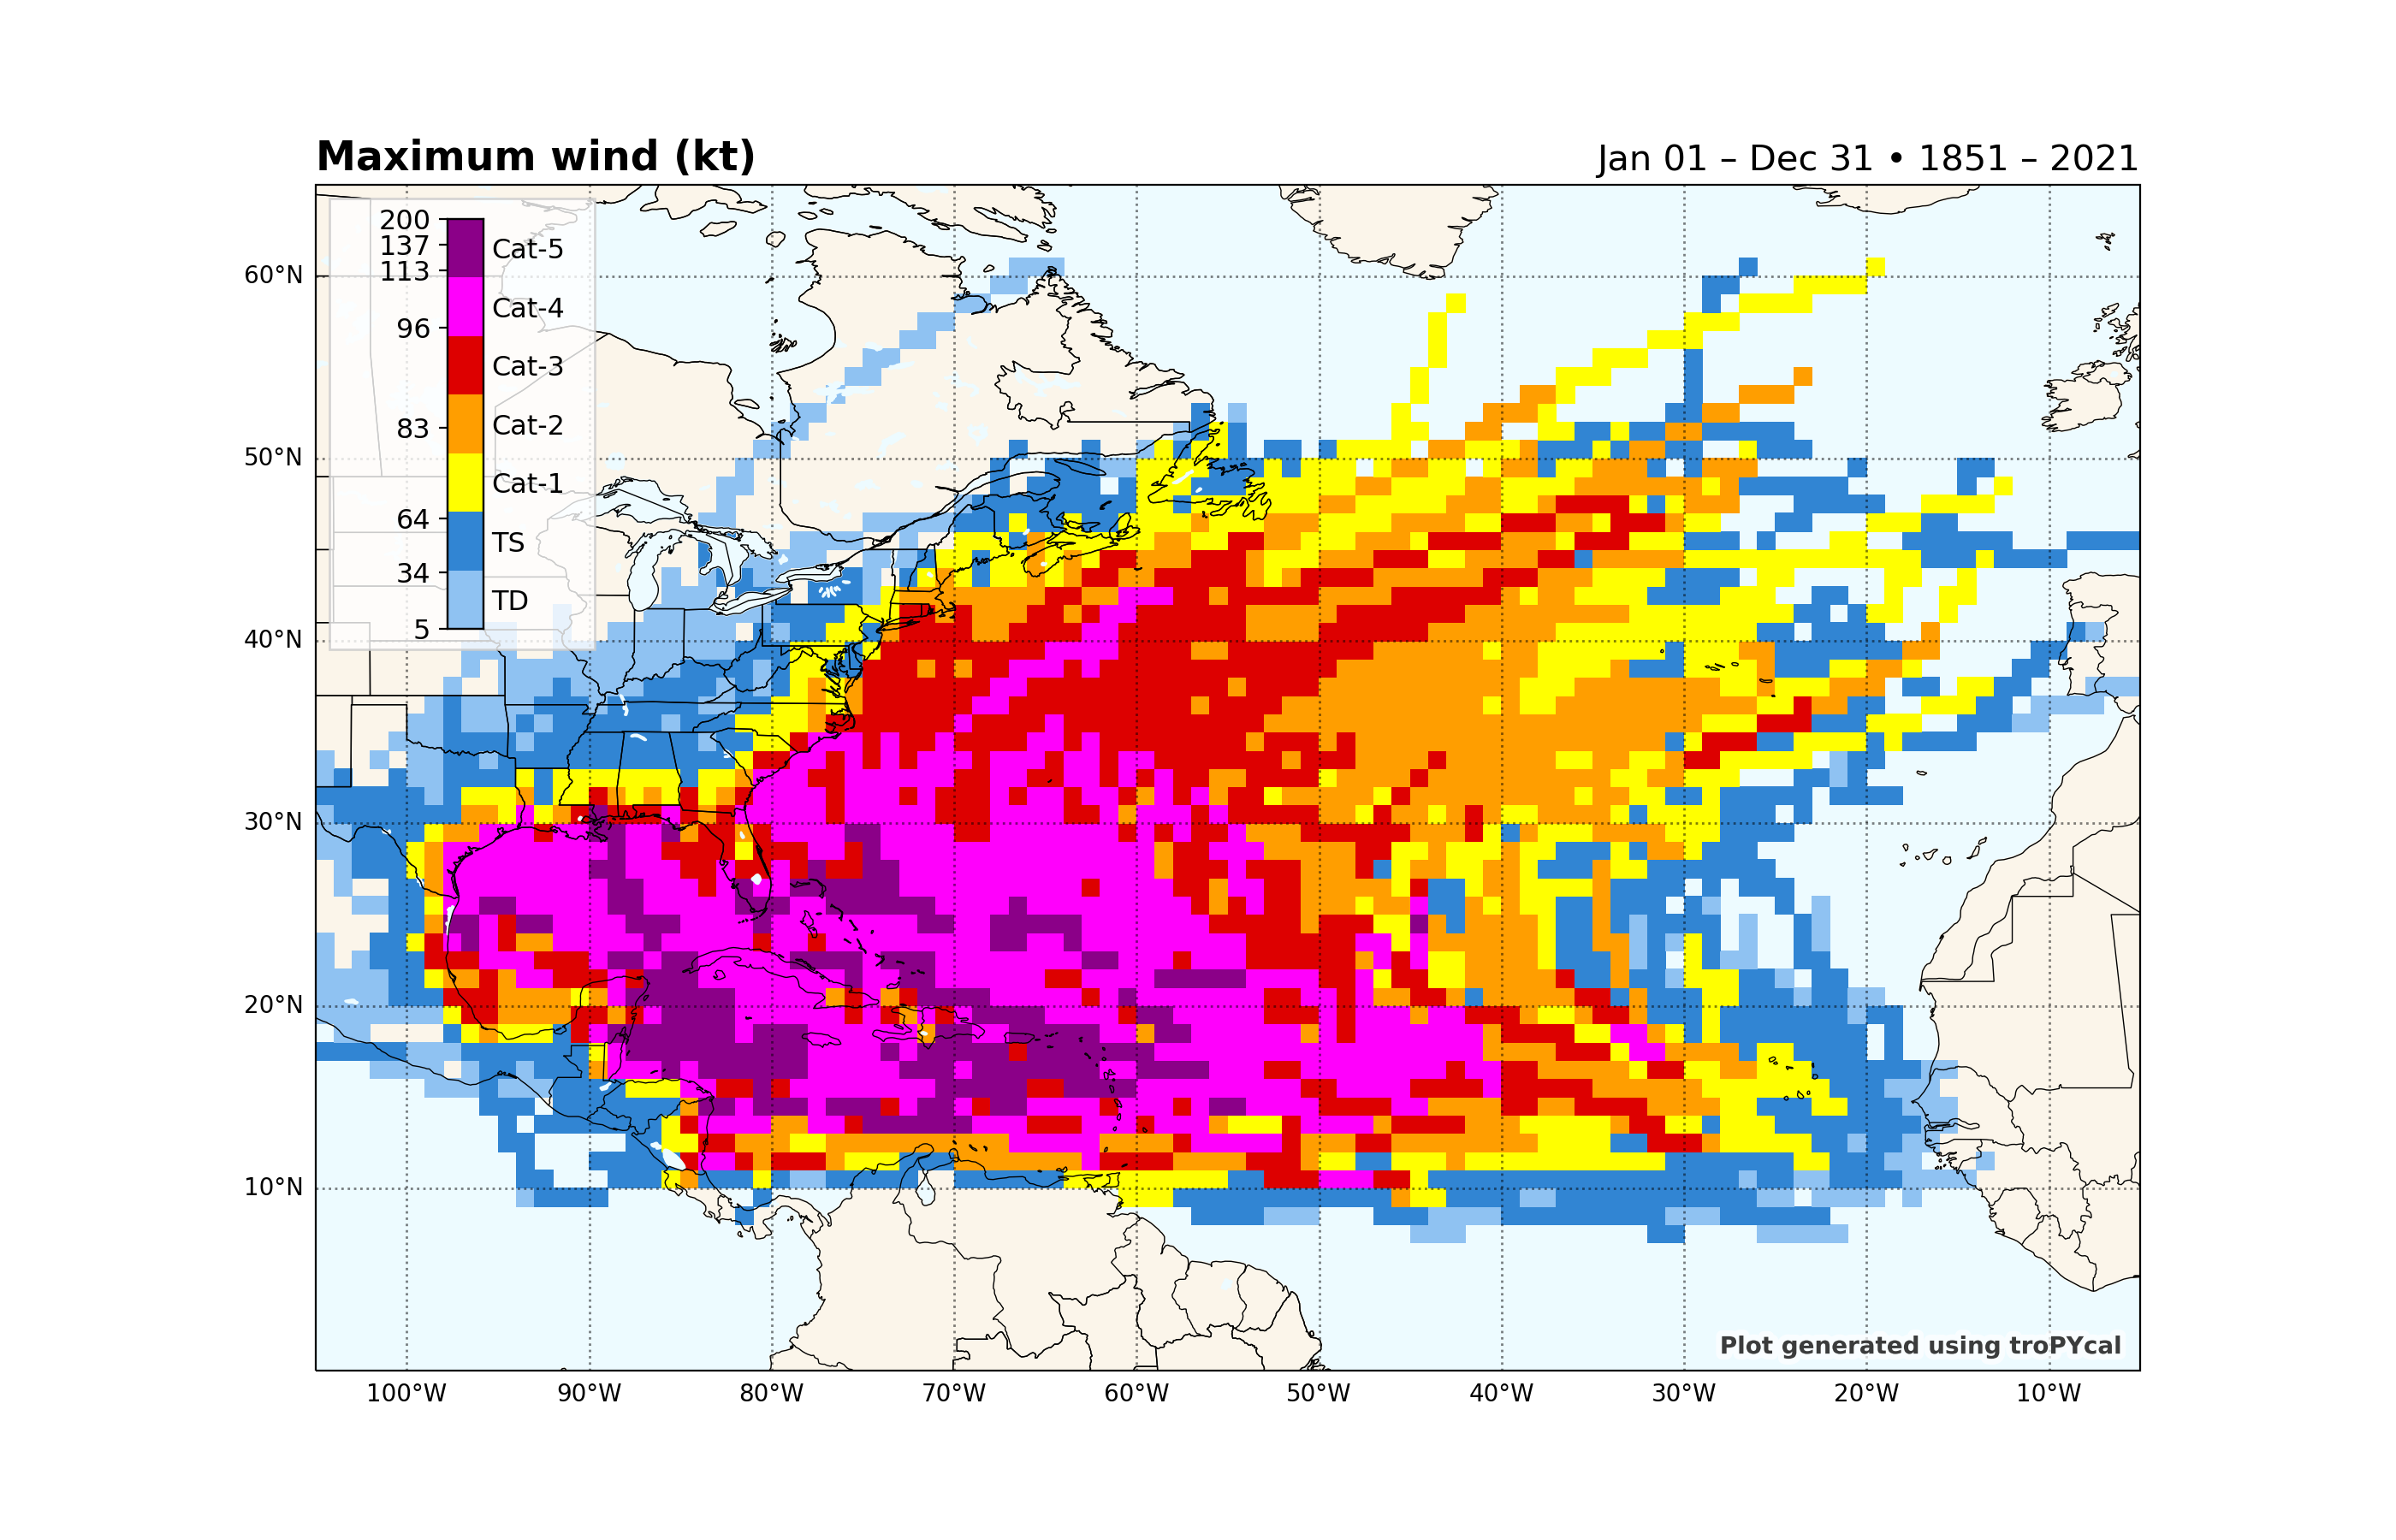 Maximum wind (kt)
Jan 01 – Dec 31 • 1851 – 2021
200
137
113
96
83
64
34
5
Cat-5
Cat-4
Cat-3
Cat-2
Cat-1
TS
TD
60°N
50°N
40°N
30°N
20°N
10°N
Plot generated using troPYcal
100°W 90°W 80°W 70°W 60°W 50°W 40°W 30°W 20°W 10°W